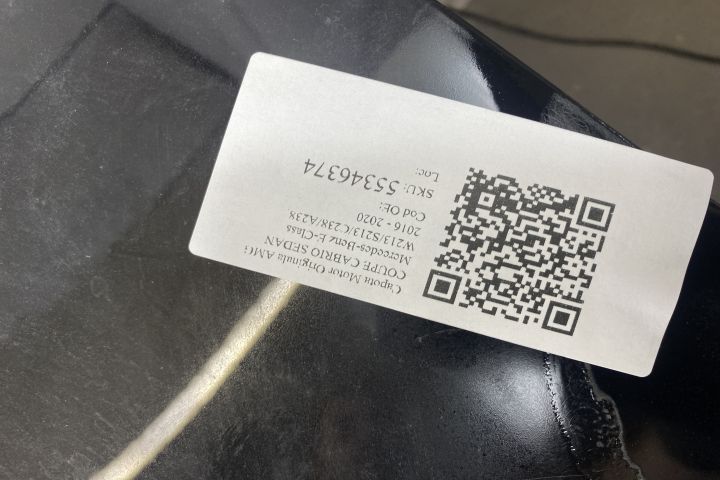 Capota Motor Originala AMG
COUPE CABRIO SEDAN
Mercedes-Benz E-Class
W213/S213/C238/A238
2016 - 2020
Cod OE:
SKU: 55346374
Loc: